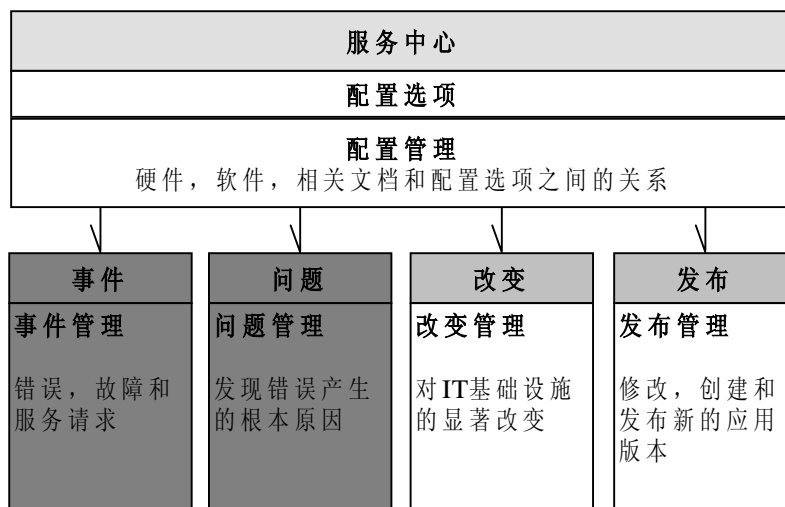 服务中心
配置选项
配置管理
硬件，软件，相关文档和配置选项之间的关系
事件
事件管理
错误，故障和
服务请求
问题
问题管理
发现错误产生
的根本原因
改变
改变管理
对IT基础设施
的显著改变
发布
发布管理
修改，创建和
发布新的应用
版本